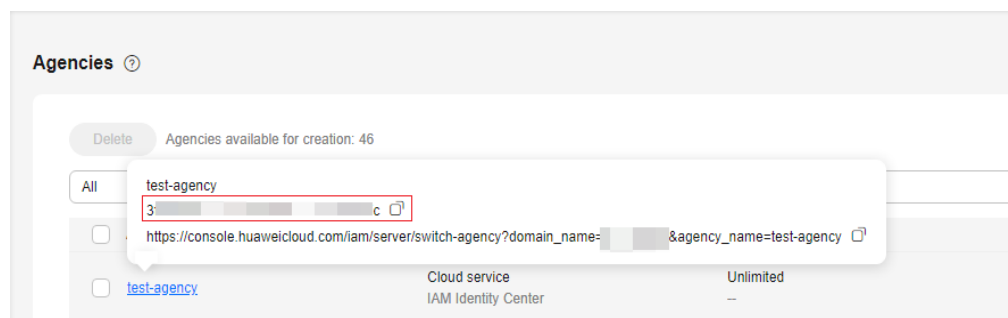 Agencies
Delete Agencies available for creation: 46
All
test-agency
https://console.huaweicloud.com/iam/server/switch-agency?domain_name= &agency_name=test-agency
test-agency Cloud service Unlimited
IAM Identity Center --